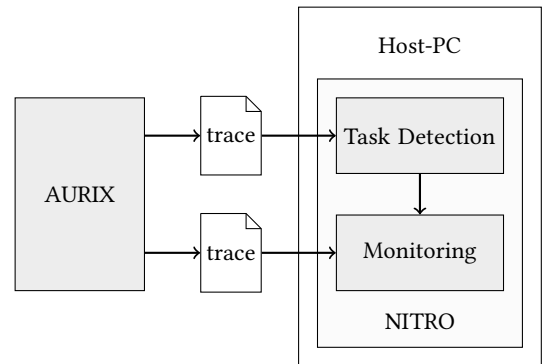 Host-PC
trace
Task Detection
AURIX
trace
Monitoring
NITRO